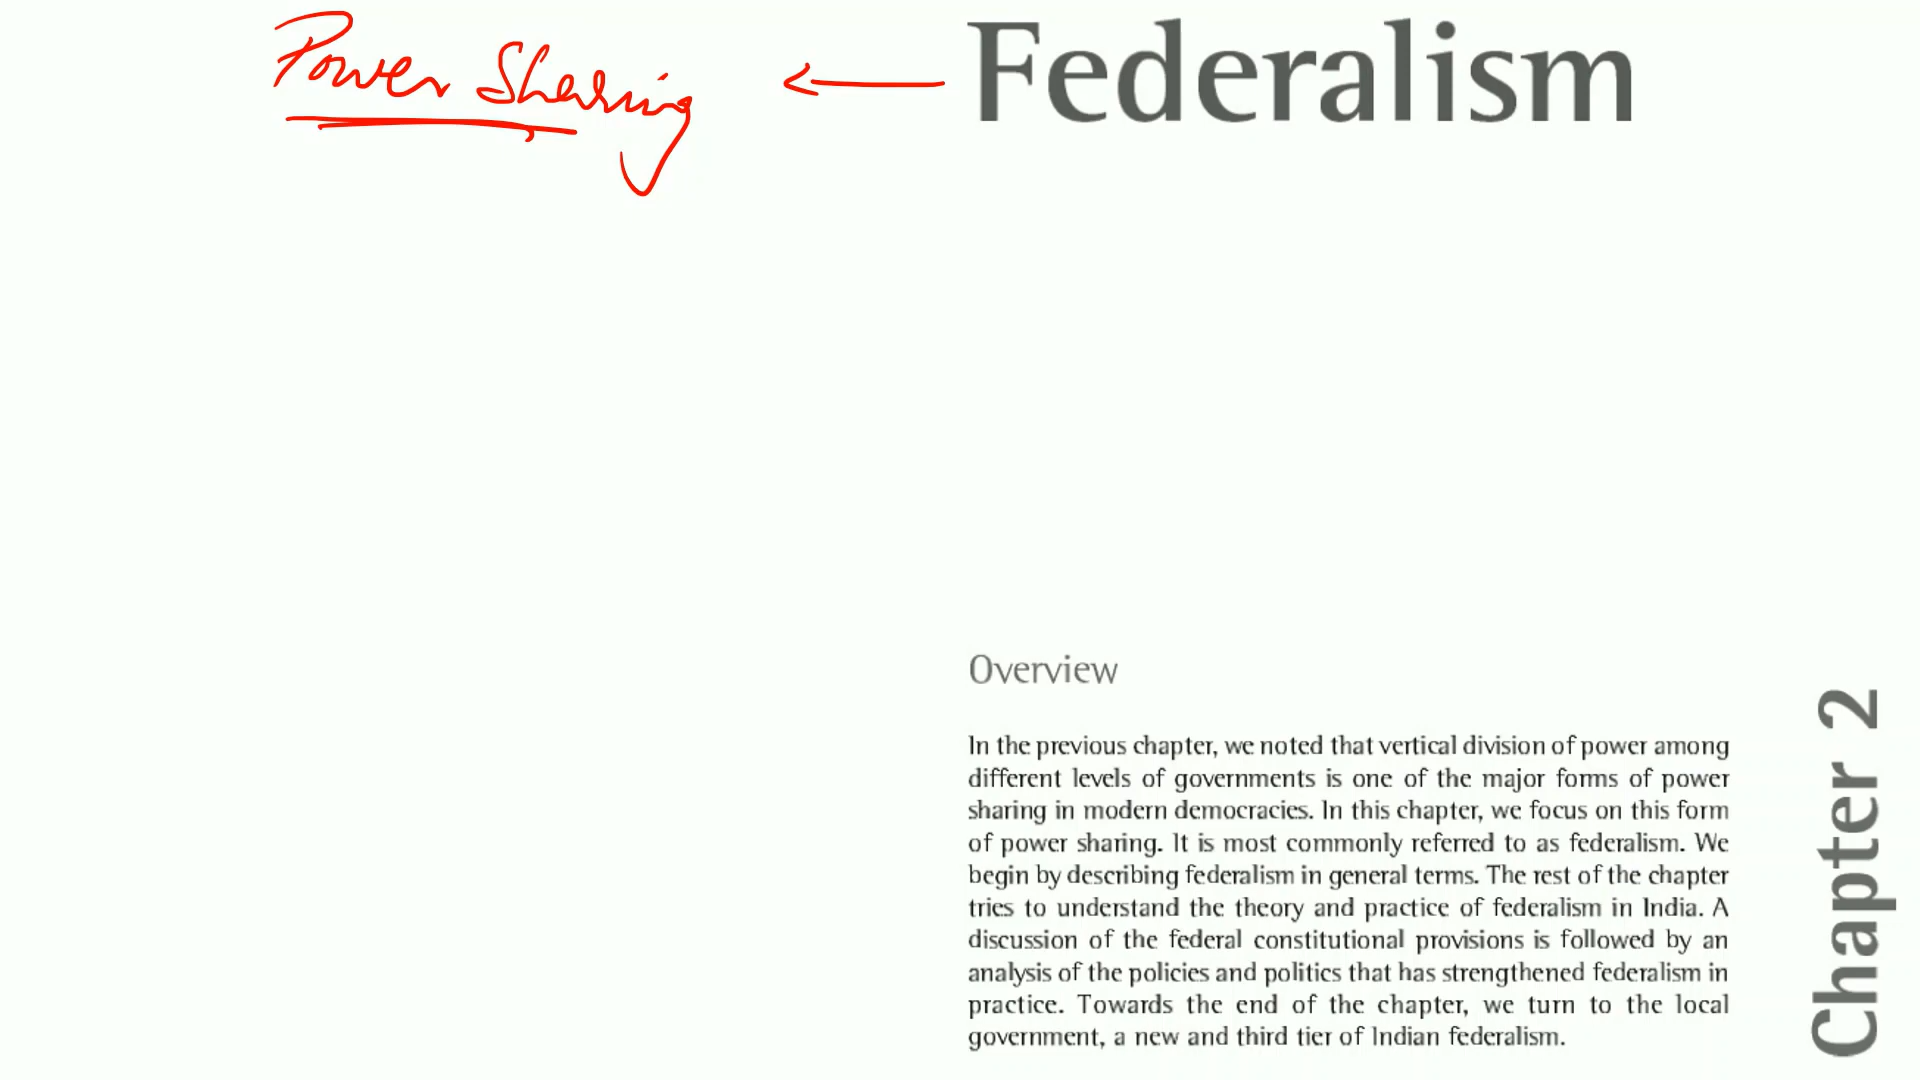 Power Sharing
Federalism
Overview
In the previous chapter, we noted that vertical division of power among
different levels of governments is one of the major forms of power
sharing in modern democracies. In this chapter, we focus on this form
of power sharing. It is most commonly referred to as federalism. We
begin by describing federalism in general terms. The rest of the chapter
tries to understand the theory and practice of federalism in India. A
discussion of the federal constitutional provisions is followed by an
analysis of the policies and politics that has strengthened federalism in
practice. Towards the end of the chapter, we turn to the local
government, a new and third tier of Indian federalism.
Chapter 2